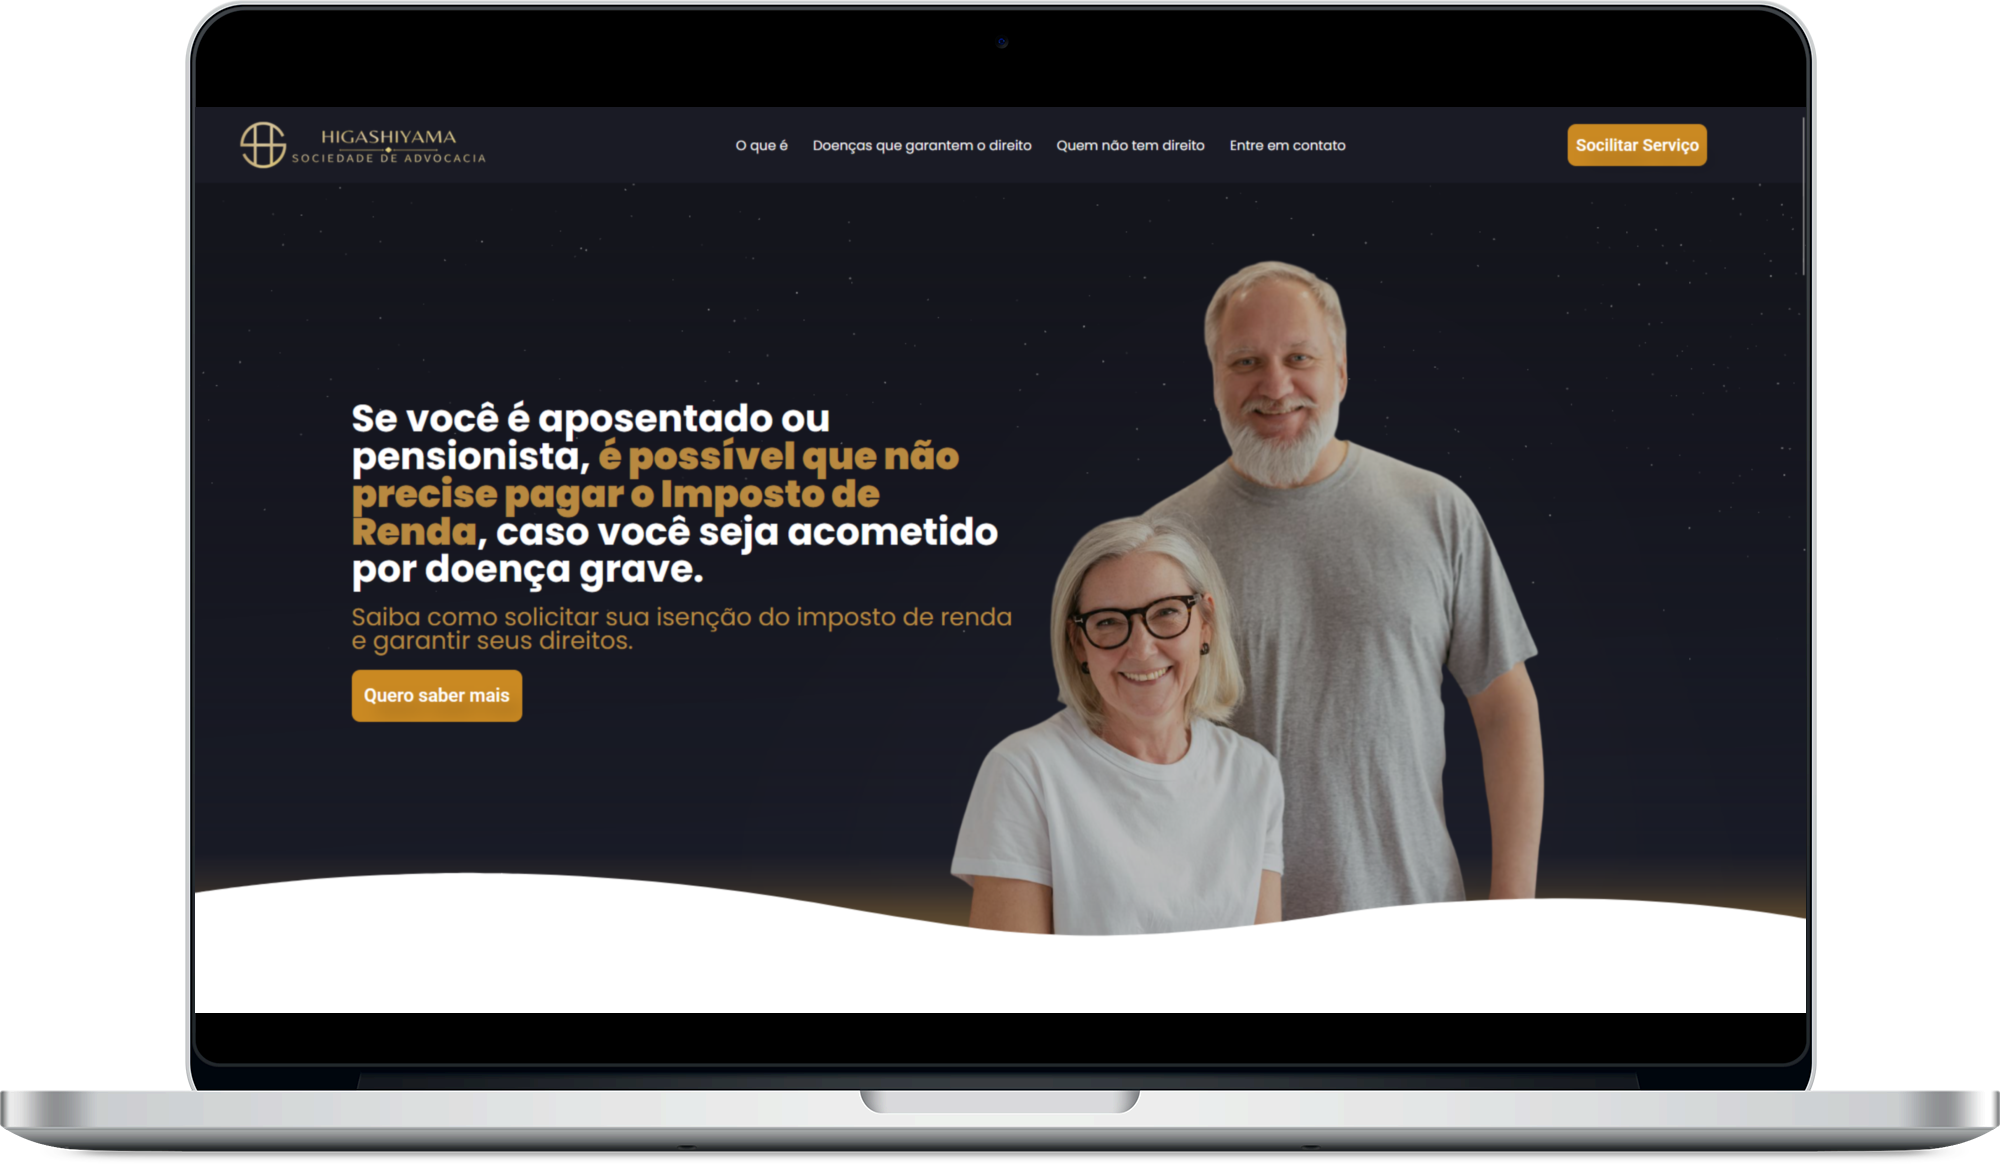 HIGASHIYAMA
SOCIEDADE DE ADVOCACIA
O que é
Doenças que garantem o direito
Quem não tem direito
Entre em contato
Socilitar Serviço
Se você é aposentado ou
pensionista, é possível que não
precise pagar o Imposto de
Renda, caso você seja acometido
por doença grave.
Saiba como solicitar sua isenção do imposto de renda
e garantir seus direitos.
Quero saber mais